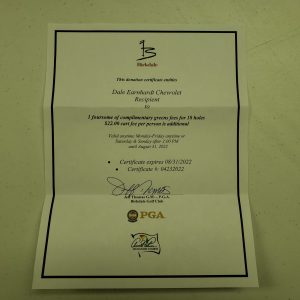 Birkdale
This donation certificate entitles
Dale Earnhardt Chevrolet
Recipient
to
1 foursome of complimentary greens fees for 18 holes
$22.00 cart fee per person is additional
Valid anytime Monday-Friday anytime or
Saturday & Sunday after 2:00 PM
until August 31, 2022
• Certificate expires 08/31/2022
• Certificate #: 04232022
Jeff Thomas G.M. - P.G.A.
Birkdale Golf Club
PGA